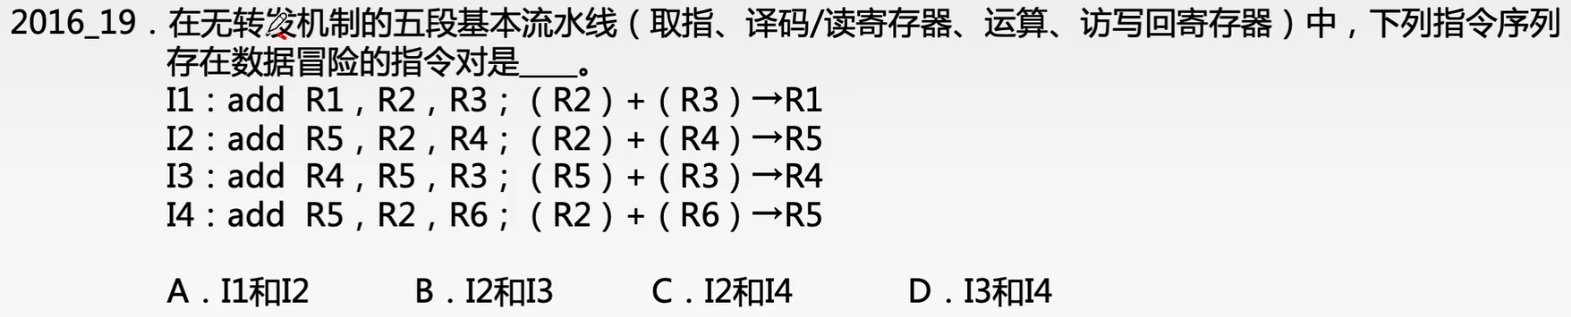 2016_19．在无转发机制的五段基本流水线（取指、译码/读寄存器、运算、访写回寄存器）中，下列指令序列
存在数据冒险的指令对是____。
I1：add R1，R2，R3；（R2）+（R3）→R1
I2：add R5，R2，R4；（R2）+（R4）→R5
I3：add R4，R5，R3；（R5）+（R3）→R4
I4：add R5，R2，R6；（R2）+（R6）→R5
A．I1和I2 B．I2和I3 C．I2和I4 D．I3和I4